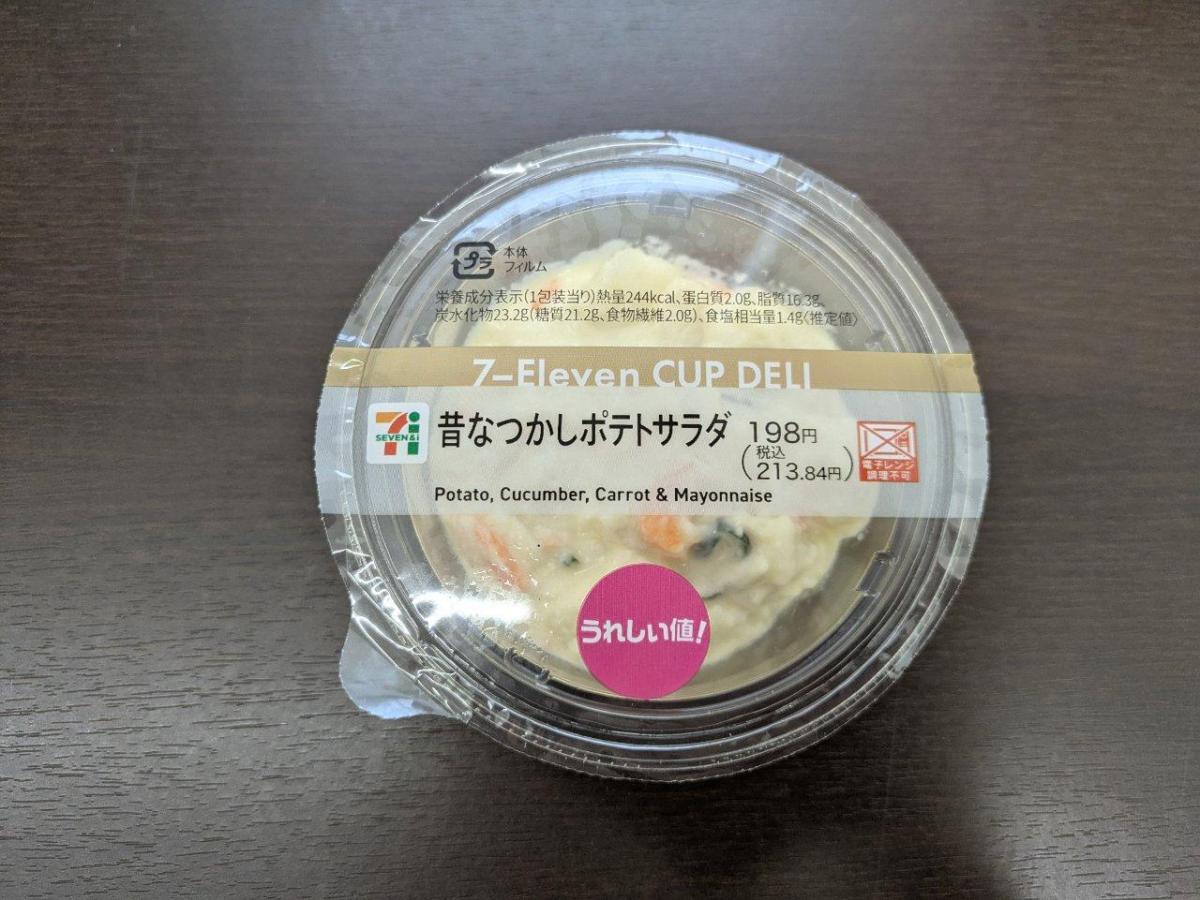 プラ
本体
フィルム
栄養成分表示(1包装当り)熱量244kcal、蛋白質2.0g、脂質16.3g、
炭水化物23.2g(糖質21.2g、食物繊維2.0g)、食塩相当量1.4g(推定値)
7-Eleven CUP DELI
SEVEN&i
昔なつかしポテトサラダ 198円
(税込
213.84円)
電子レンジ
調理不可
Potato, Cucumber, Carrot & Mayonnaise
うれしい値!